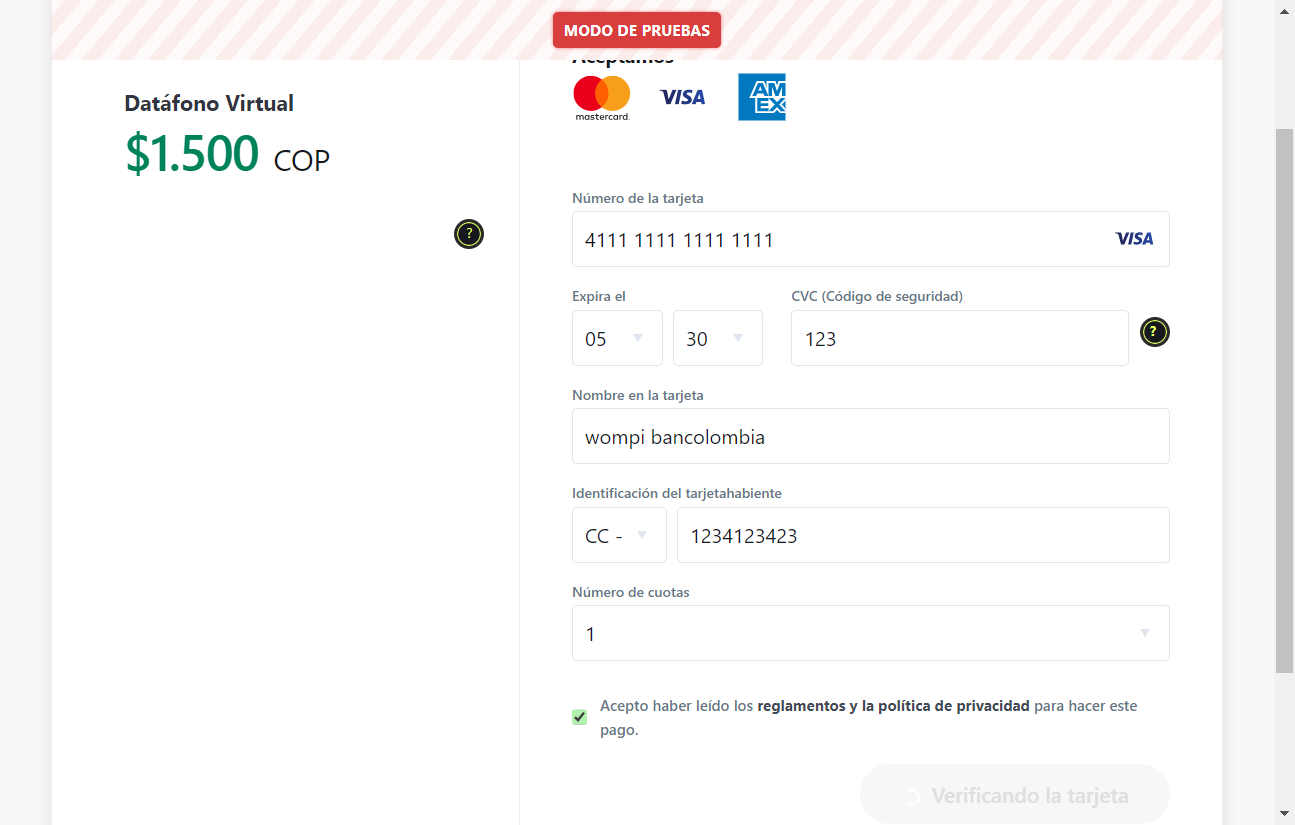 MODO DE PRUEBAS
Datáfono Virtual
$1.500 COP
?
Aceptamos
mastercard.
VISA
AM
EX
Número de la tarjeta
4111 1111 1111 1111
VISA
Expira el
CVC (Código de seguridad)
05
30
123
?
Nombre en la tarjeta
wompi bancolombia
Identificación del tarjetahabiente
CC -
1234123423
Número de cuotas
1
Acepto haber leído los reglamentos y la política de privacidad para hacer este
pago.
Verificando la tarjeta